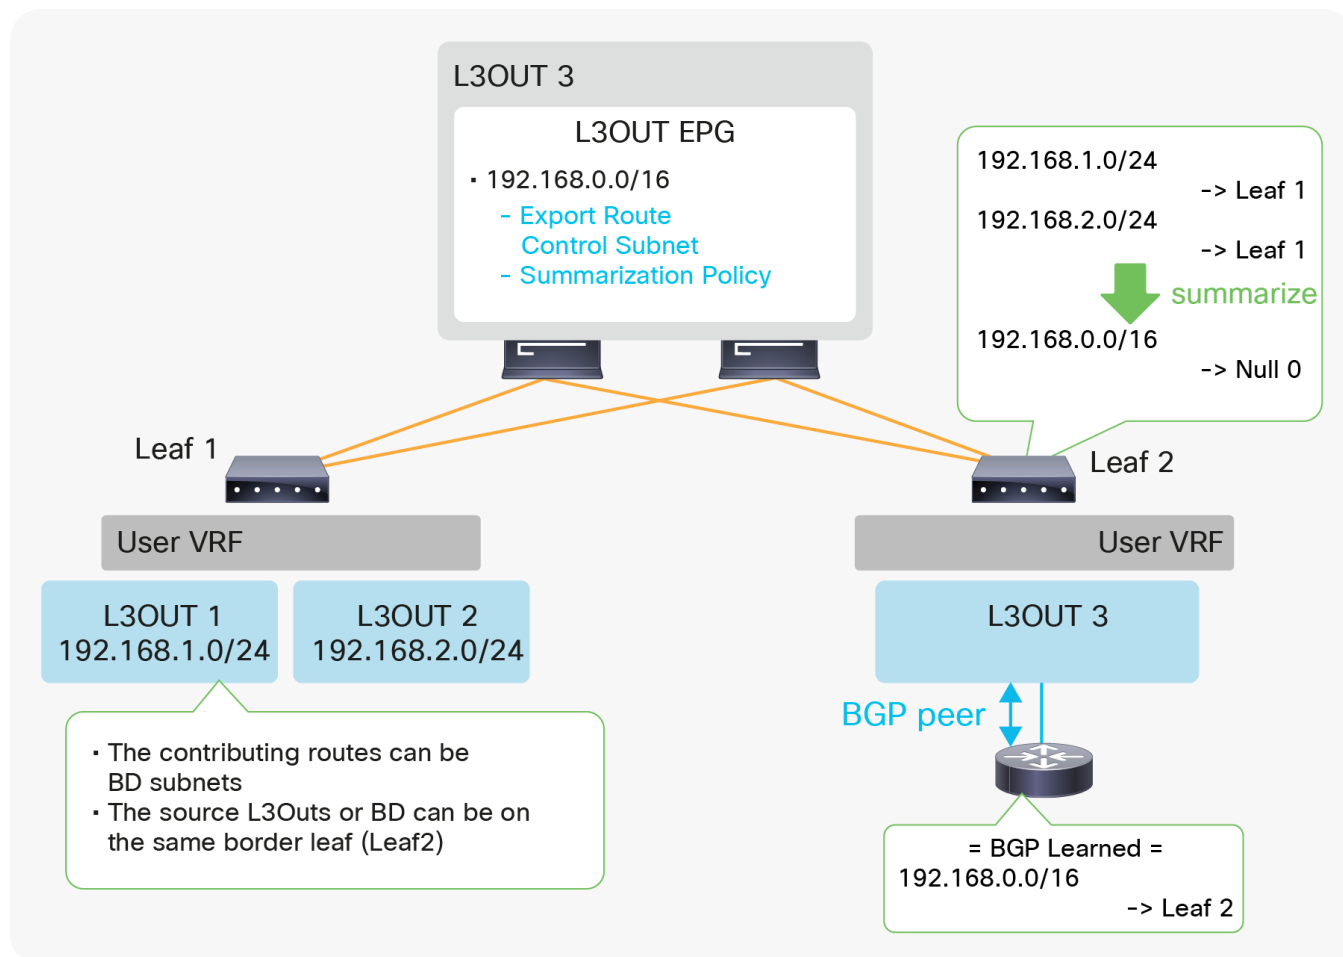 L3OUT 3
L3OUT EPG
· 192.168.0.0/16
- Export Route
Control Subnet
- Summarization Policy
192.168.1.0/24
-> Leaf 1
192.168.2.0/24
-> Leaf 1
summarize
192.168.0.0/16
-> Null 0
Leaf 1
Leaf 2
User VRF
User VRF
L3OUT 1
192.168.1.0/24
L3OUT 2
192.168.2.0/24
L3OUT 3
BGP peer
· The contributing routes can be
BD subnets
· The source L3Outs or BD can be on
the same border leaf (Leaf2)
= BGP Learned =
192.168.0.0/16
-> Leaf 2